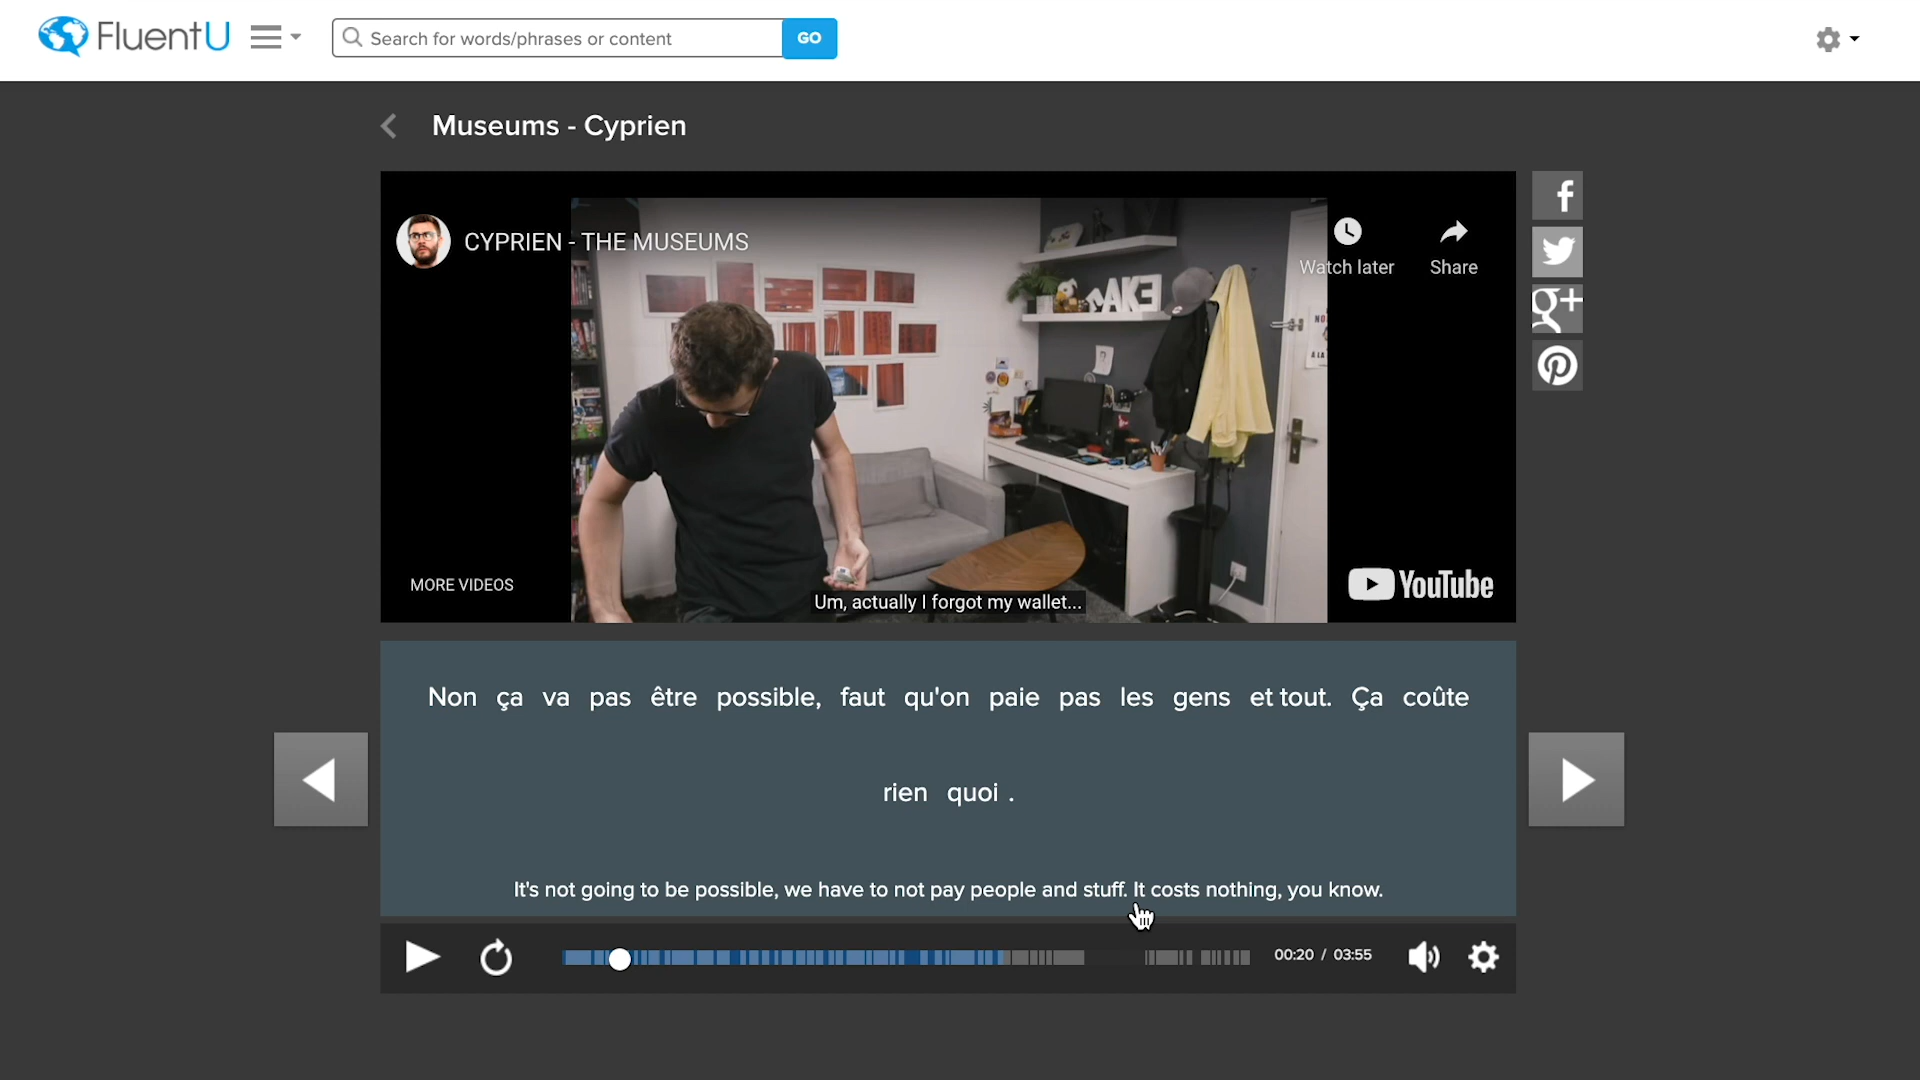 FluentU
Search for words/phrases or content
GO
Museums - Cyprien
CYPRIEN - THE MUSEUMS
Watch later
Share
MORE VIDEOS
Um, actually I forgot my wallet...
YouTube
Non ça va pas être possible, faut qu'on paie pas les gens et tout. Ça coûte
rien quoi .
It's not going to be possible, we have to not pay people and stuff. It costs nothing, you know.
00:20 / 03:55